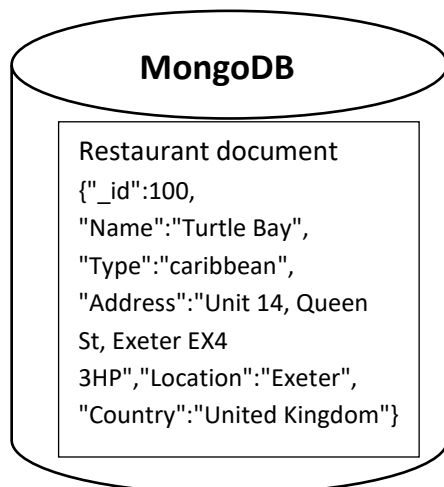 MongoDB
Restaurant document
{"_id":100,
"Name":"Turtle Bay",
"Type":"caribbean",
"Address":"Unit 14, Queen
St, Exeter EX4
3HP","Location":"Exeter",
"Country":"United Kingdom"}